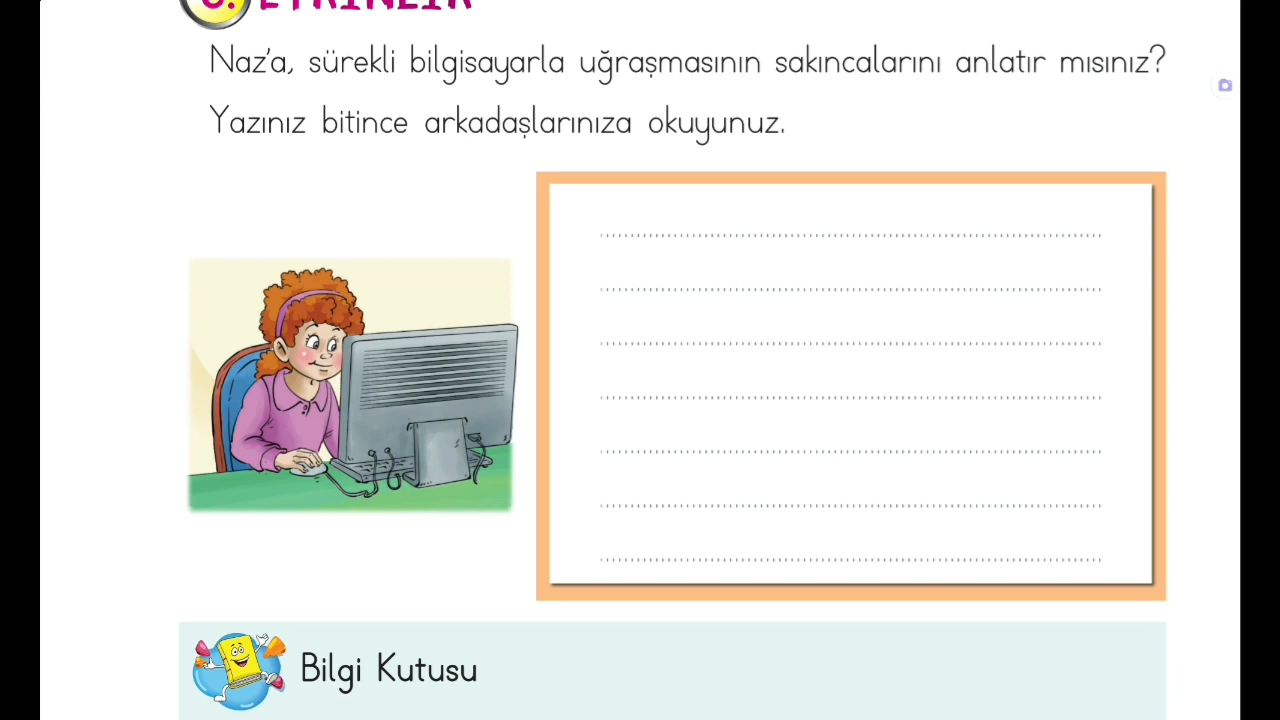 Naz'a, sürekli bilgisayarla uğraşmasının sakıncalarını anlatır mısınız?
Yazınız bitince arkadaşlarınıza okuyunuz.
Bilgi Kutusu